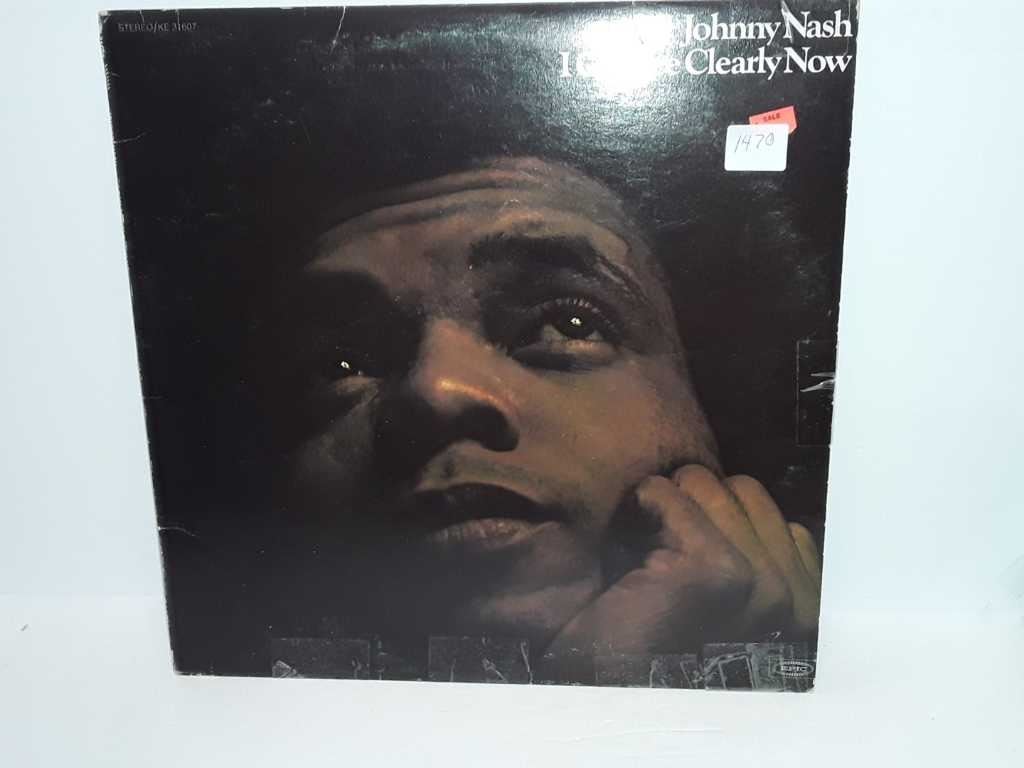 STEREO/KE 31607
Johnny Nash
I Clearly Now
SALE
1470
EPIC